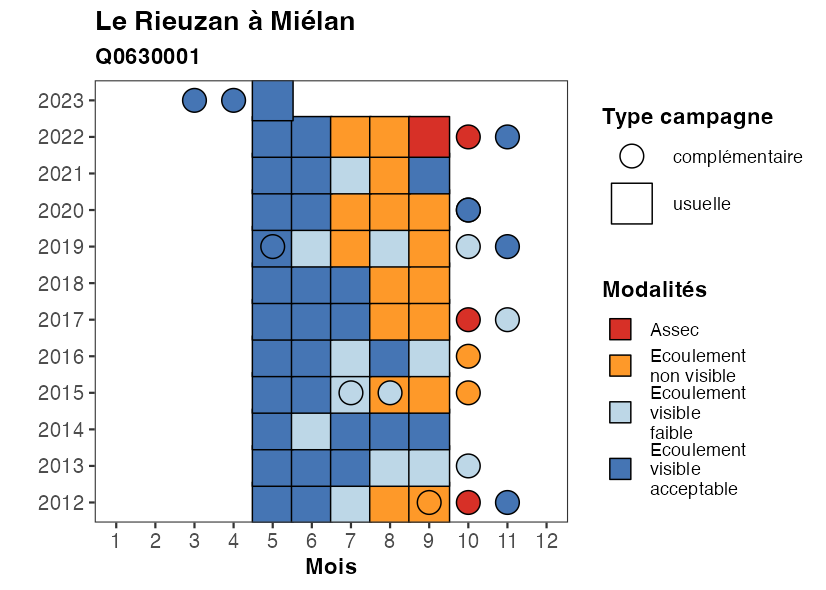 Le Rieuzan à Miélan
Q0630001
2023
2022
2021
2020
2019
2018
2017
2016
2015
2014
2013
2012
1 2 3 4 5 6 7 8 9 10 11 12
Mois
Type campagne
complémentaire
usuelle
Modalités
Assec
Ecoulement
non visible
Ecoulement
visible
faible
Ecoulement
visible
acceptable